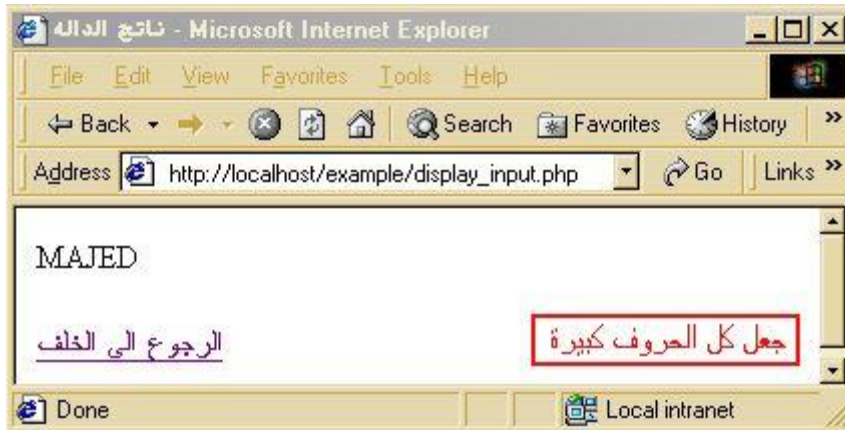 ناتج الداله - Microsoft Internet Explorer
File Edit View Favorites Tools Help
Back Search Favorites History »
Address http://localhost/example/display_input.php Go Links »
MAJED
جعل كل الحروف كبيرة
الرجوع الى الخلف
Done Local intranet